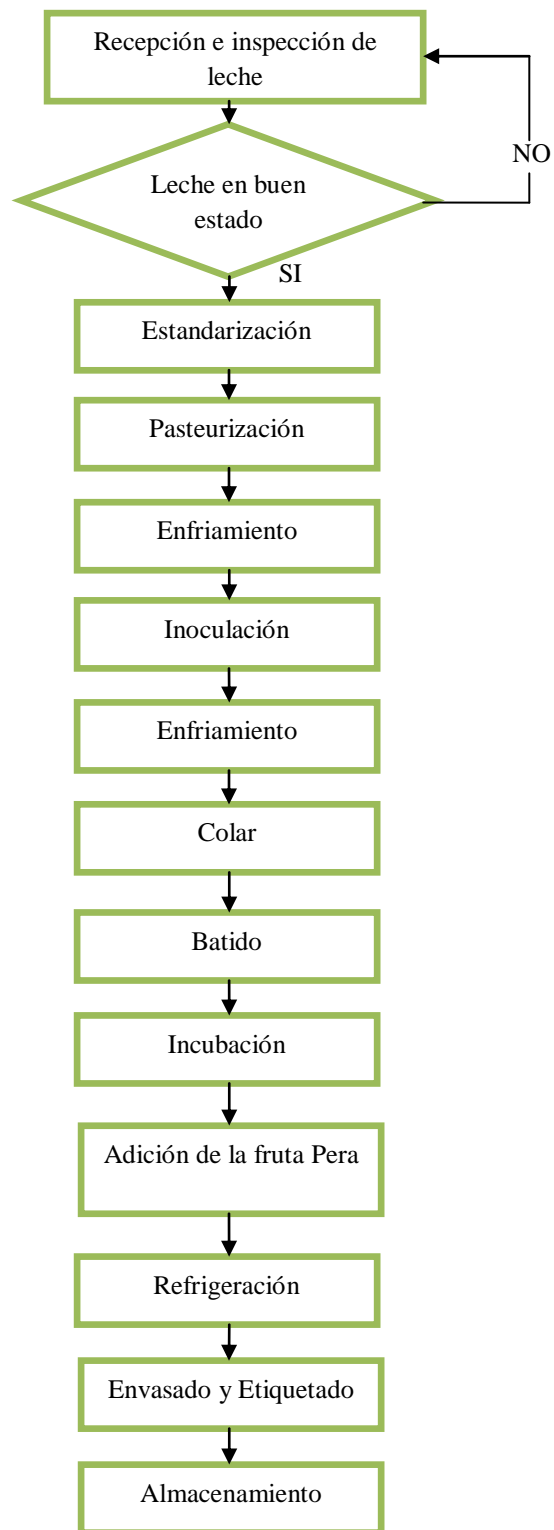 Recepción e inspección de
leche
NO
Leche en buen
estado
SI
Estandarización
Pasteurización
Enfriamiento
Inoculación
Enfriamiento
Colar
Batido
Incubación
Adición de la fruta Pera
Refrigeración
Envasado y Etiquetado
Almacenamiento